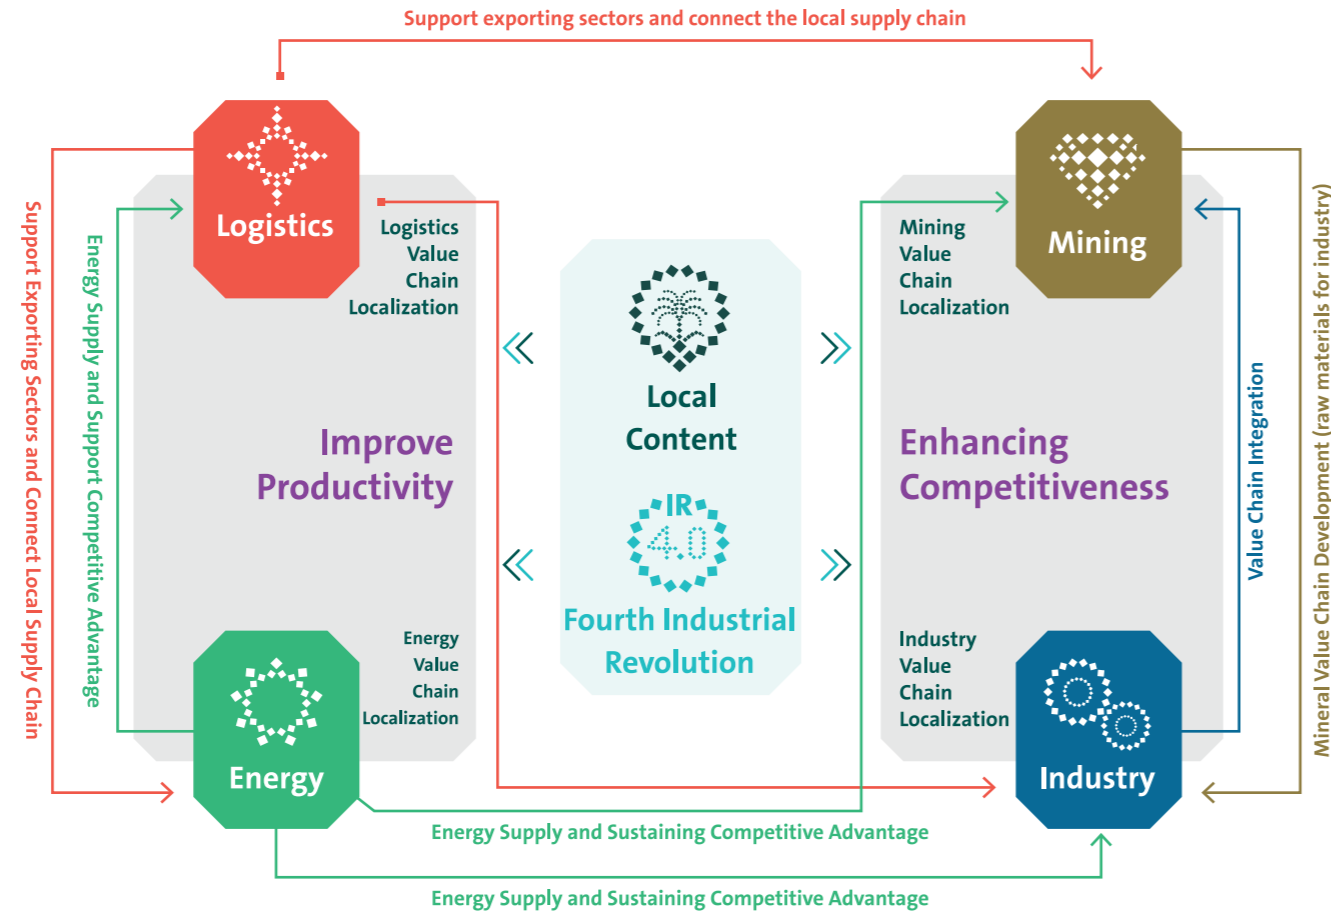 Support exporting sectors and connect the local supply chain
Logistics
Mining
Logistics
Value
Chain
Localization
Mining
Value
Chain
Localization
Support Exporting Sectors and Connect Local Supply Chain
Energy Supply and Support Competitive Advantage
Local
Content
Improve
Productivity
Enhancing
Competitiveness
Value Chain Integration
Mineral Value Chain Development (raw materials for industry)
IR
4.0
Fourth Industrial
Revolution
Energy
Value
Chain
Localization
Industry
Value
Chain
Localization
Energy
Industry
Energy Supply and Sustaining Competitive Advantage
Energy Supply and Sustaining Competitive Advantage